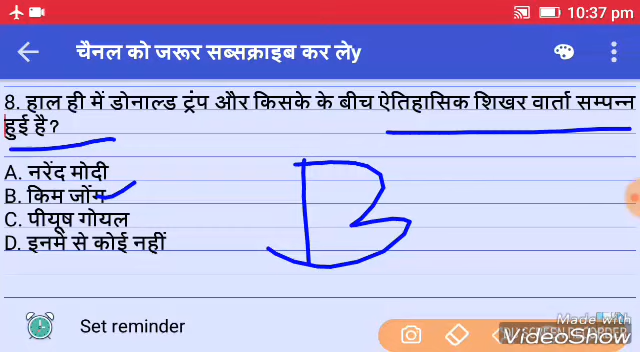 10:37 pm
चैनल को जरूर सब्सक्राइब कर लेy
8. हाल ही में डोनाल्ड ट्रंप और किसके के बीच ऐतिहासिक शिखर वार्ता सम्पन्न
हुई है?
A. नरेंद मोदी
B. किम जोंम
C. पीयूष गोयल
D. इनमें से कोई नहीं
B
Set reminder
Made with
VideoShow